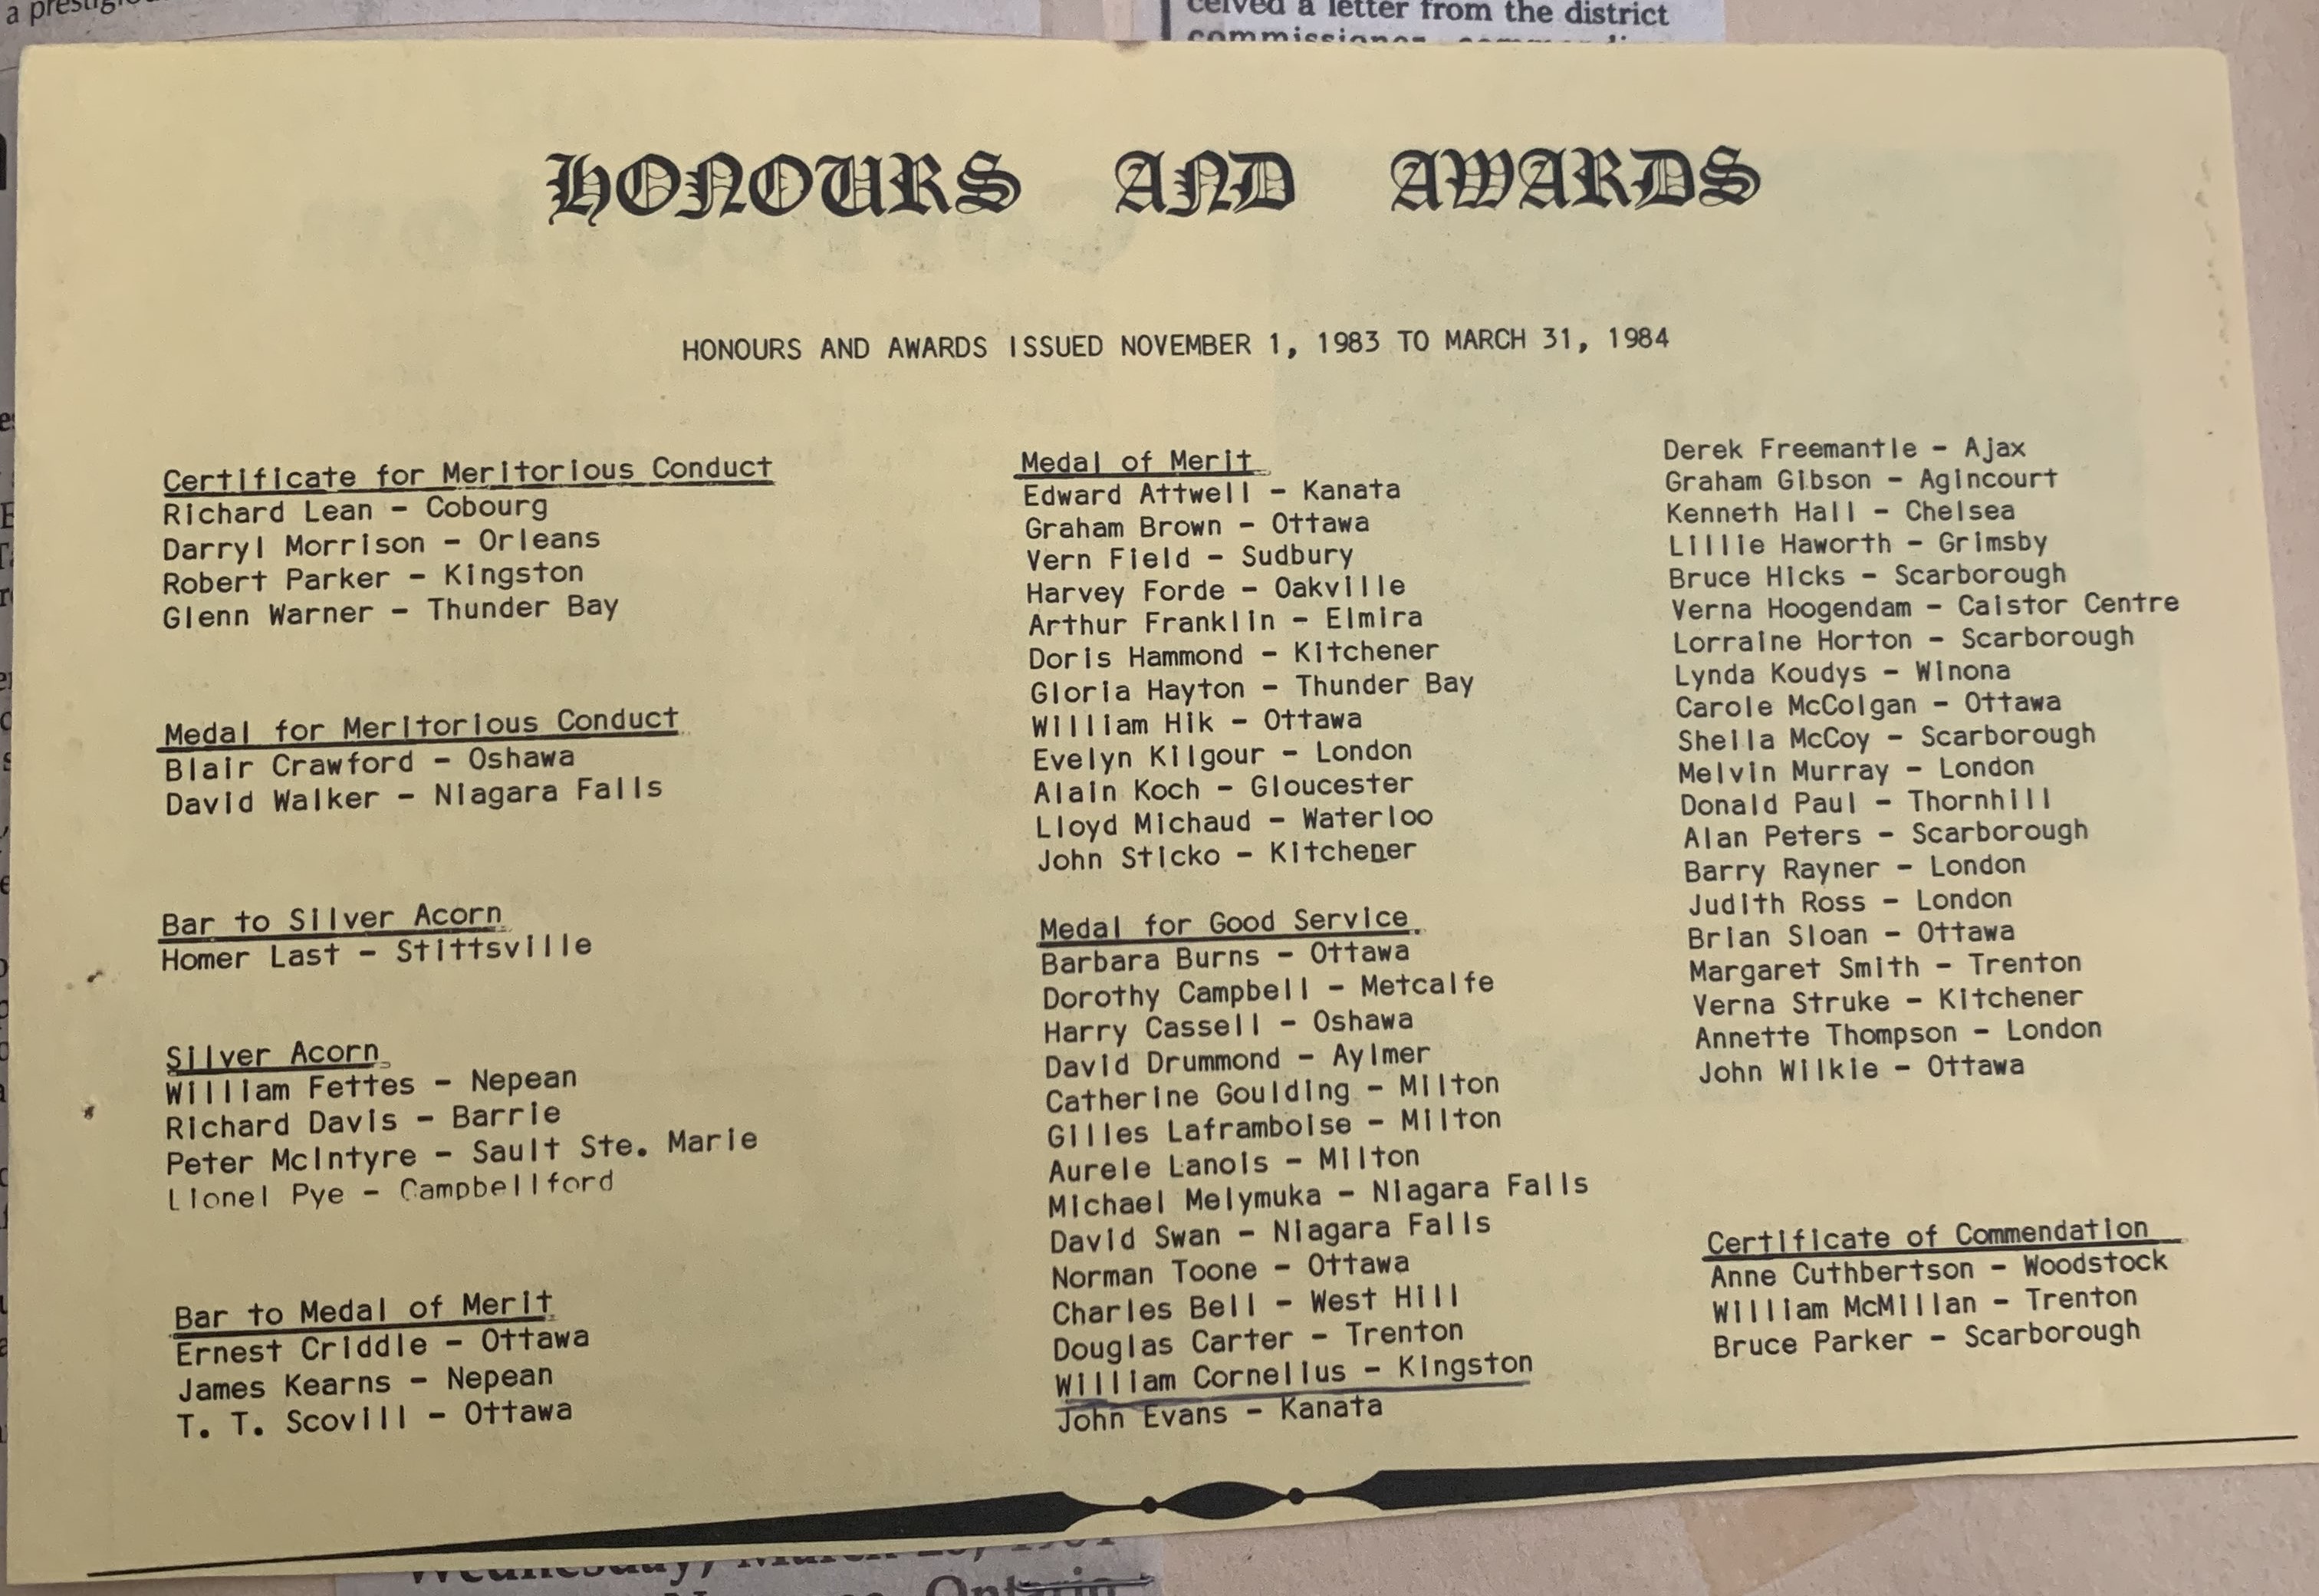 a prestig
ceived a letter from the district
HONOURS AND AWARDS
HONOURS AND AWARDS ISSUED NOVEMBER 1, 1983 TO MARCH 31, 1984
Certificate for Meritorious Conduct
Richard Lean - Cobourg
Darryl Morrison - Orleans
Robert Parker - Kingston
Glenn Warner - Thunder Bay
Medal for Meritorious Conduct
Blair Crawford - Oshawa
David Walker - Niagara Falls
Bar to Silver Acorn
Homer Last - Stittsville
Silver Acorn
William Fettes - Nepean
Richard Davis - Barrie
Peter McIntyre - Sault Ste. Marie
Lionel Pye - Campbellford
Bar to Medal of Merit
Ernest Criddle - Ottawa
James Kearns - Nepean
T. T. Scovill - Ottawa
Medal of Merit
Edward Attwell - Kanata
Graham Brown - Ottawa
Vern Field - Sudbury
Harvey Forde - Oakville
Arthur Franklin - Elmira
Doris Hammond - Kitchener
Gloria Hayton - Thunder Bay
William Hik - Ottawa
Evelyn Kilgour - London
Alain Koch - Gloucester
Lloyd Michaud - Waterloo
John Sticko - Kitchener
Medal for Good Service
Barbara Burns - Ottawa
Dorothy Campbell - Metcalfe
Harry Cassell - Oshawa
David Drummond - Aylmer
Catherine Goulding - Milton
Gilles Laframboise - Milton
Aurele Lanois - Milton
Michael Melymuka - Niagara Falls
David Swan - Niagara Falls
Norman Toone - Ottawa
Charles Bell - West Hill
Douglas Carter - Trenton
William Cornelius - Kingston
John Evans - Kanata
Derek Freemantle - Ajax
Graham Gibson - Agincourt
Kenneth Hall - Chelsea
Lillie Haworth - Grimsby
Bruce Hicks - Scarborough
Verna Hoogendam - Caistor Centre
Lorraine Horton - Scarborough
Lynda Koudys - Winona
Carole McColgan - Ottawa
Sheila McCoy - Scarborough
Melvin Murray - London
Donald Paul - Thornhill
Alan Peters - Scarborough
Barry Rayner - London
Judith Ross - London
Brian Sloan - Ottawa
Margaret Smith - Trenton
Verna Struke - Kitchener
Annette Thompson - London
John Wilkie - Ottawa
Certificate of Commendation
Anne Cuthbertson - Woodstock
William McMillan - Trenton
Bruce Parker - Scarborough
Wednesday, March
Ontario